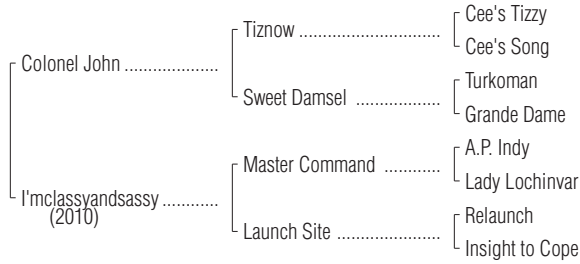 Cee's Tizzy
Tiznow ....................................
Cee's Song
Colonel John ....................
Turkoman
Sweet Damsel ..................
Grande Dame
A.P. Indy
Master Command ............
Lady Lochinvar
I'mclassyandsassy ............
(2010)
Relaunch
Launch Site ......................
Insight to Cope